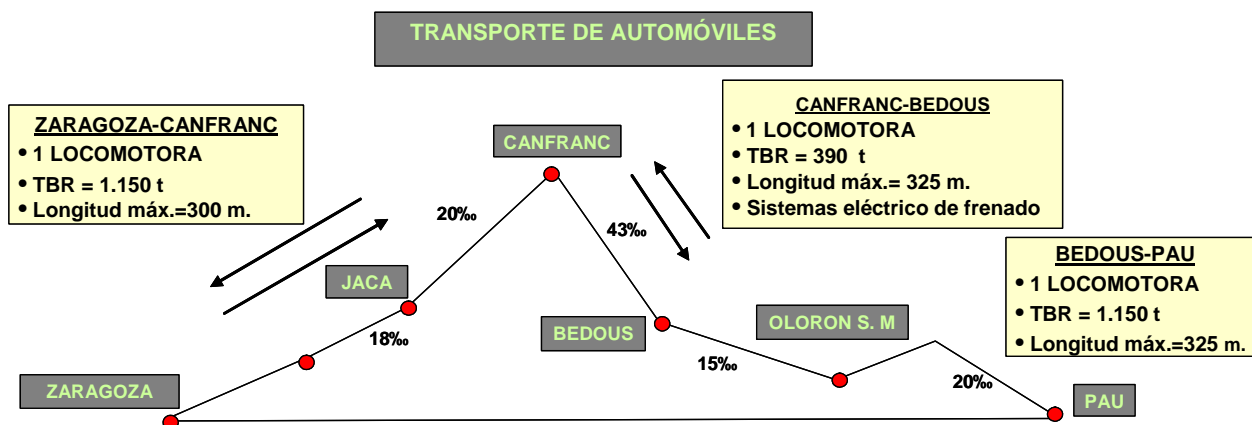 TRANSPORTE DE AUTOMÓVILES
ZARAGOZA-CANFRANC
• 1 LOCOMOTORA
• TBR = 1.150 t
• Longitud máx.=300 m.
CANFRANC-BEDOUS
• 1 LOCOMOTORA
• TBR = 390 t
• Longitud máx.= 325 m.
• Sistemas eléctrico de frenado
BEDOUS-PAU
• 1 LOCOMOTORA
• TBR = 1.150 t
• Longitud máx.=325 m.
CANFRANC
20‰
43‰
JACA
18‰
BEDOUS
OLORON S. M
15‰
20‰
ZARAGOZA
PAU